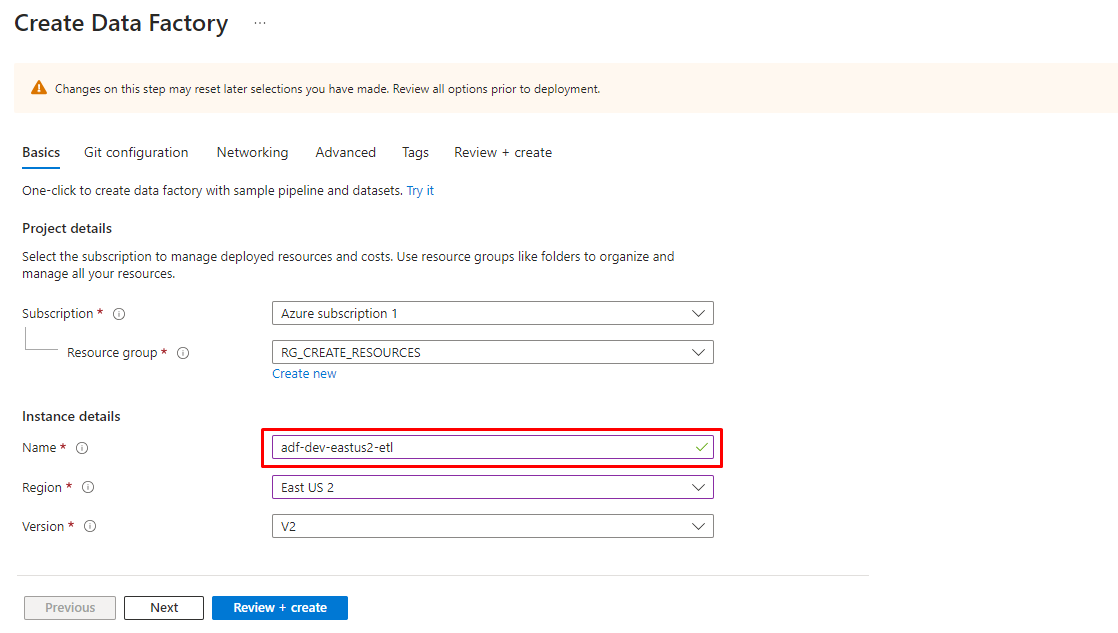 Create Data Factory ...
Changes on this step may reset later selections you have made. Review all options prior to deployment.
Basics Git configuration Networking Advanced Tags Review + create
One-click to create data factory with sample pipeline and datasets. Try it
Project details
Select the subscription to manage deployed resources and costs. Use resource groups like folders to organize and
manage all your resources.
Subscription * Azure subscription 1
Resource group * RG_CREATE_RESOURCES
Create new
Instance details
Name * adf-dev-eastus2-etl
Region * East US 2
Version * V2
Previous Next Review + create